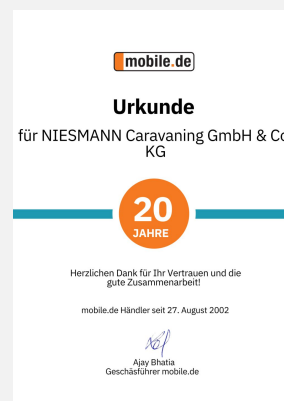 mobile.de
Urkunde
für NIESMANN Caravaning GmbH & Co
KG
20
JAHRE
Herzlichen Dank für Ihr Vertrauen und die
gute Zusammenarbeit!
mobile.de Händler seit 27. August 2002
Ajay Bhatia
Geschäsführer mobile.de